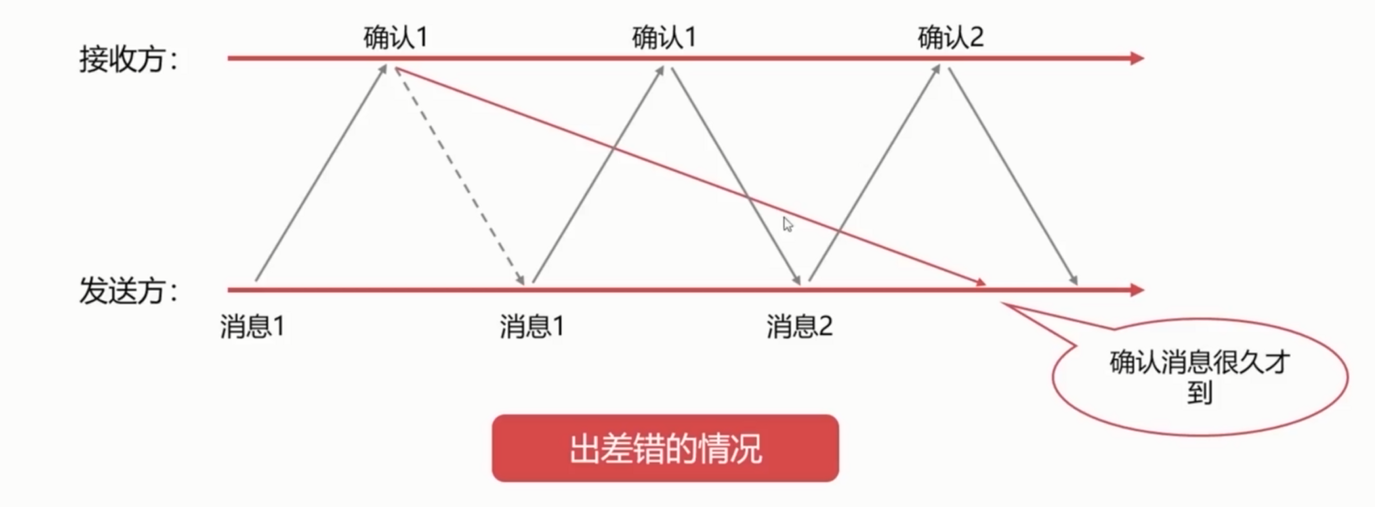 确认1 确认1 确认2
接收方：
发送方：
消息1 消息1 消息2
确认消息很久才
到
出差错的情况